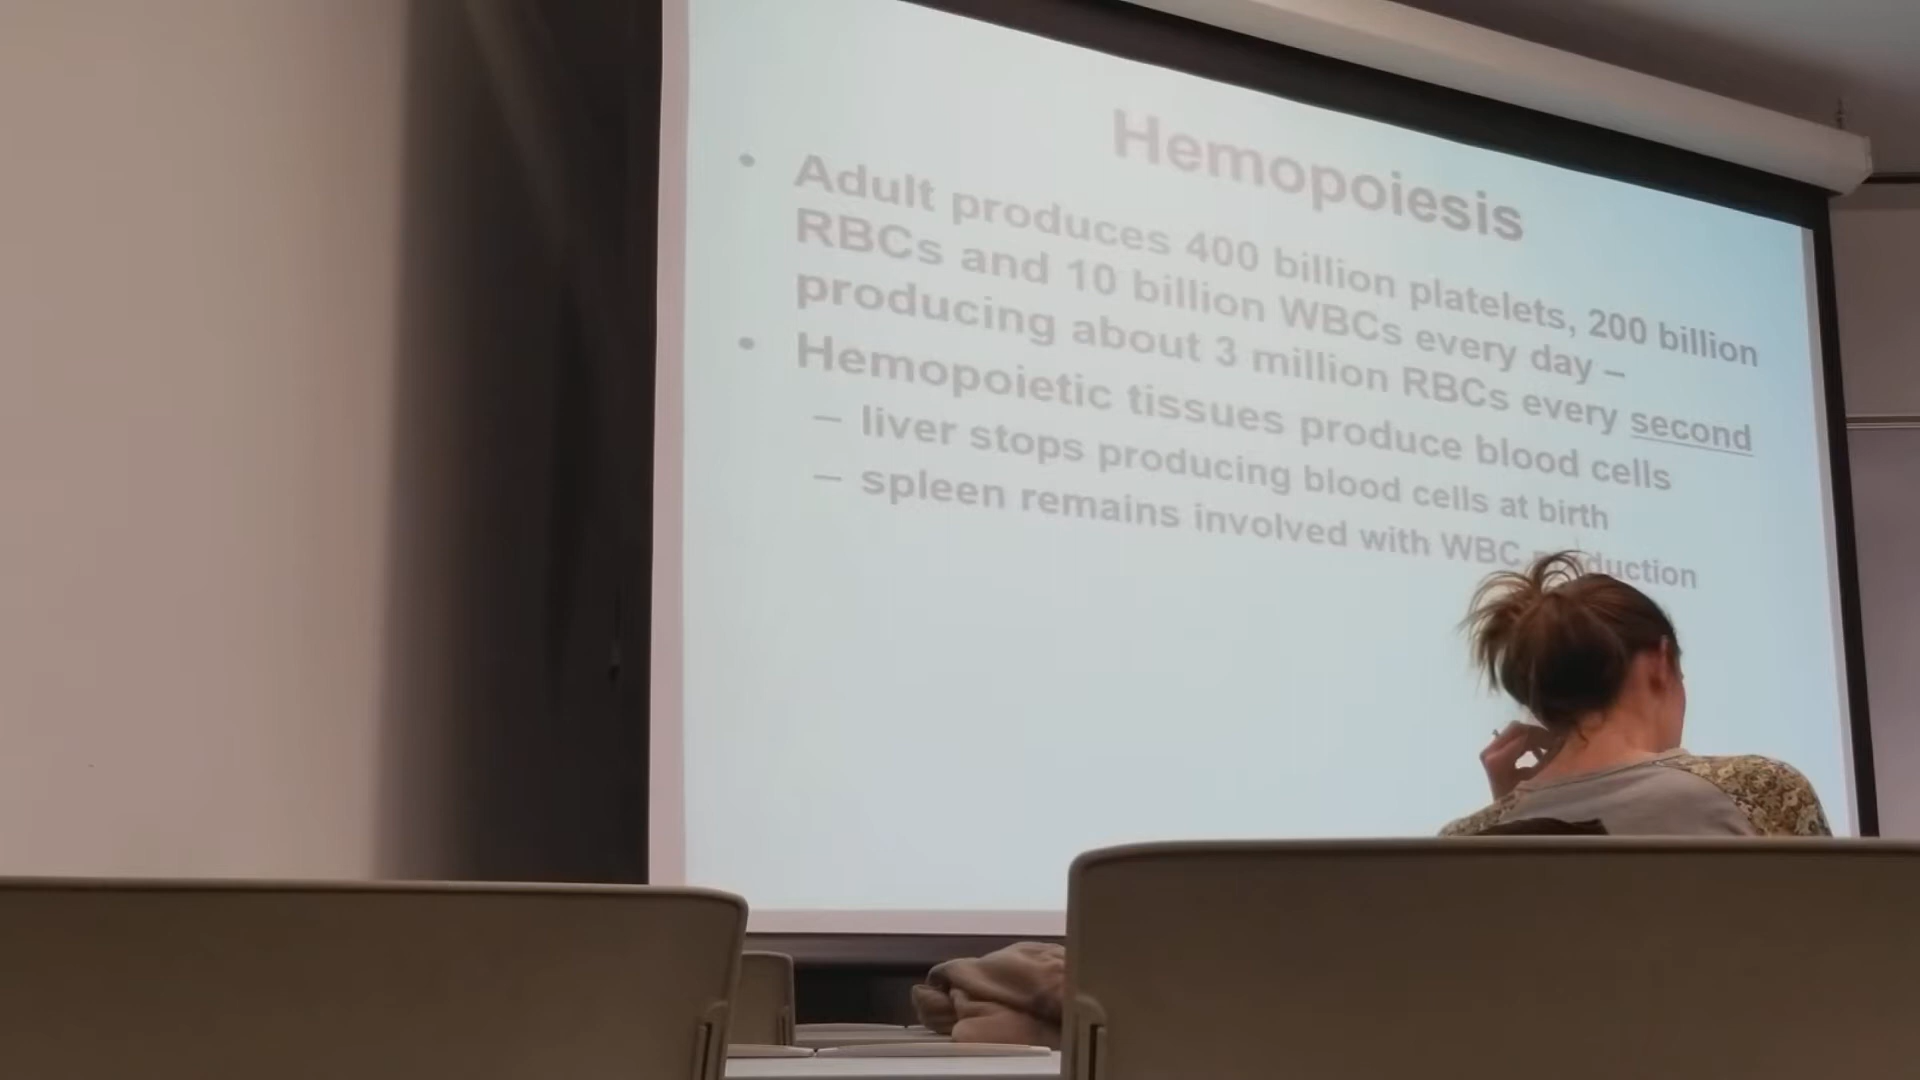 Hemopoiesis
• Adult produces 400 billion platelets, 200 billion
RBCs and 10 billion WBCs every day –
producing about 3 million RBCs every second
• Hemopoietic tissues produce blood cells
– liver stops producing blood cells at birth
– spleen remains involved with WBC production